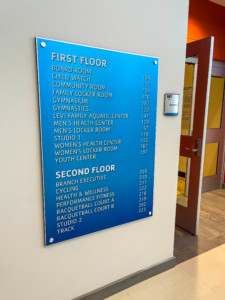 FIRST FLOOR
BOARD ROOM
CHILD WATCH
COMMUNITY ROOM
FAMILY LOCKER ROOM
GYMNASIUM
GYMNASTICS
LEVI FAMILY AQUATIC CENTER
MEN'S HEALTH CENTER
MEN'S LOCKER ROOM
STUDIO 1
WOMEN'S HEALTH CENTER
WOMEN'S LOCKER ROOM
YOUTH CENTER
SECOND FLOOR
BRANCH EXECUTIVE
CYCLING
HEALTH & WELLNESS
PERFORMANCE FITNESS
RACQUETBALL COURT A
RACQUETBALL COURT B
STUDIO 2
TRACK